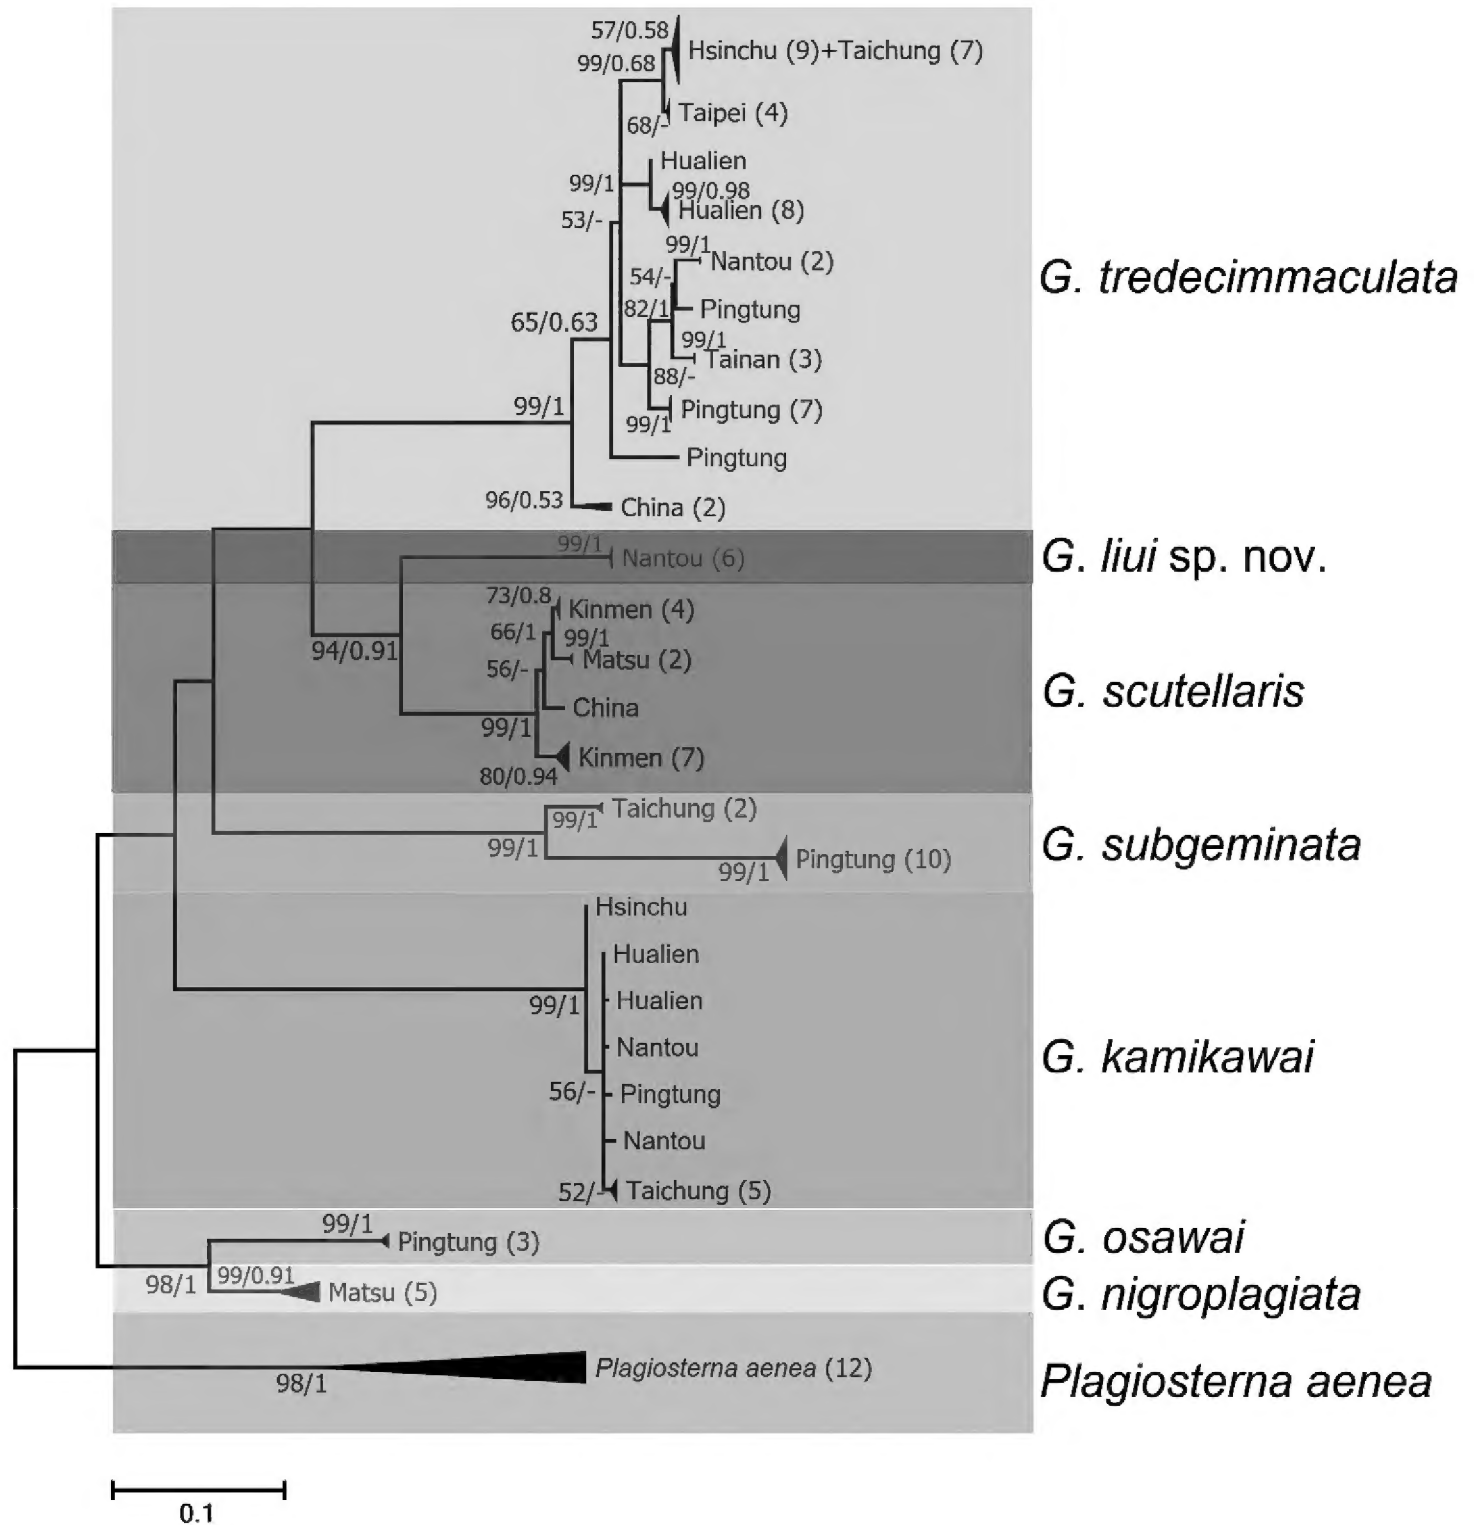 57/0.58
Hsinchu (9)+Taichung (7)
99/0.68
Taipei (4)
68/-
Hualien
99/1
99/0.98
Hualien (8)
53/-
99/1
Nantou (2)
54/-
Pingtung
82/1
99/1
Tainan (3)
88/-
Pingtung (7)
99/1
65/0.63
99/1
Pingtung
96/0.53
China (2)
G. tredecimmaculata
99/1
Nantou (6)
G. liui sp. nov.
73/0.8
Kinmen (4)
66/1
99/1
Matsu (2)
94/0.91
56/-
China
99/1
Kinmen (7)
80/0.94
G. scutellaris
Taichung (2)
99/1
99/1
Pingtung (10)
99/1
G. subgeminata
Hsinchu
Hualien
99/1
Hualien
Nantou
56/-
Pingtung
Nantou
52/-
Taichung (5)
G. kamikawai
99/1
Pingtung (3)
G. osawai
98/1
99/0.91
Matsu (5)
G. nigroplagiata
Plagiosterna aenea (12)
98/1
Plagiosterna aenea
0.1